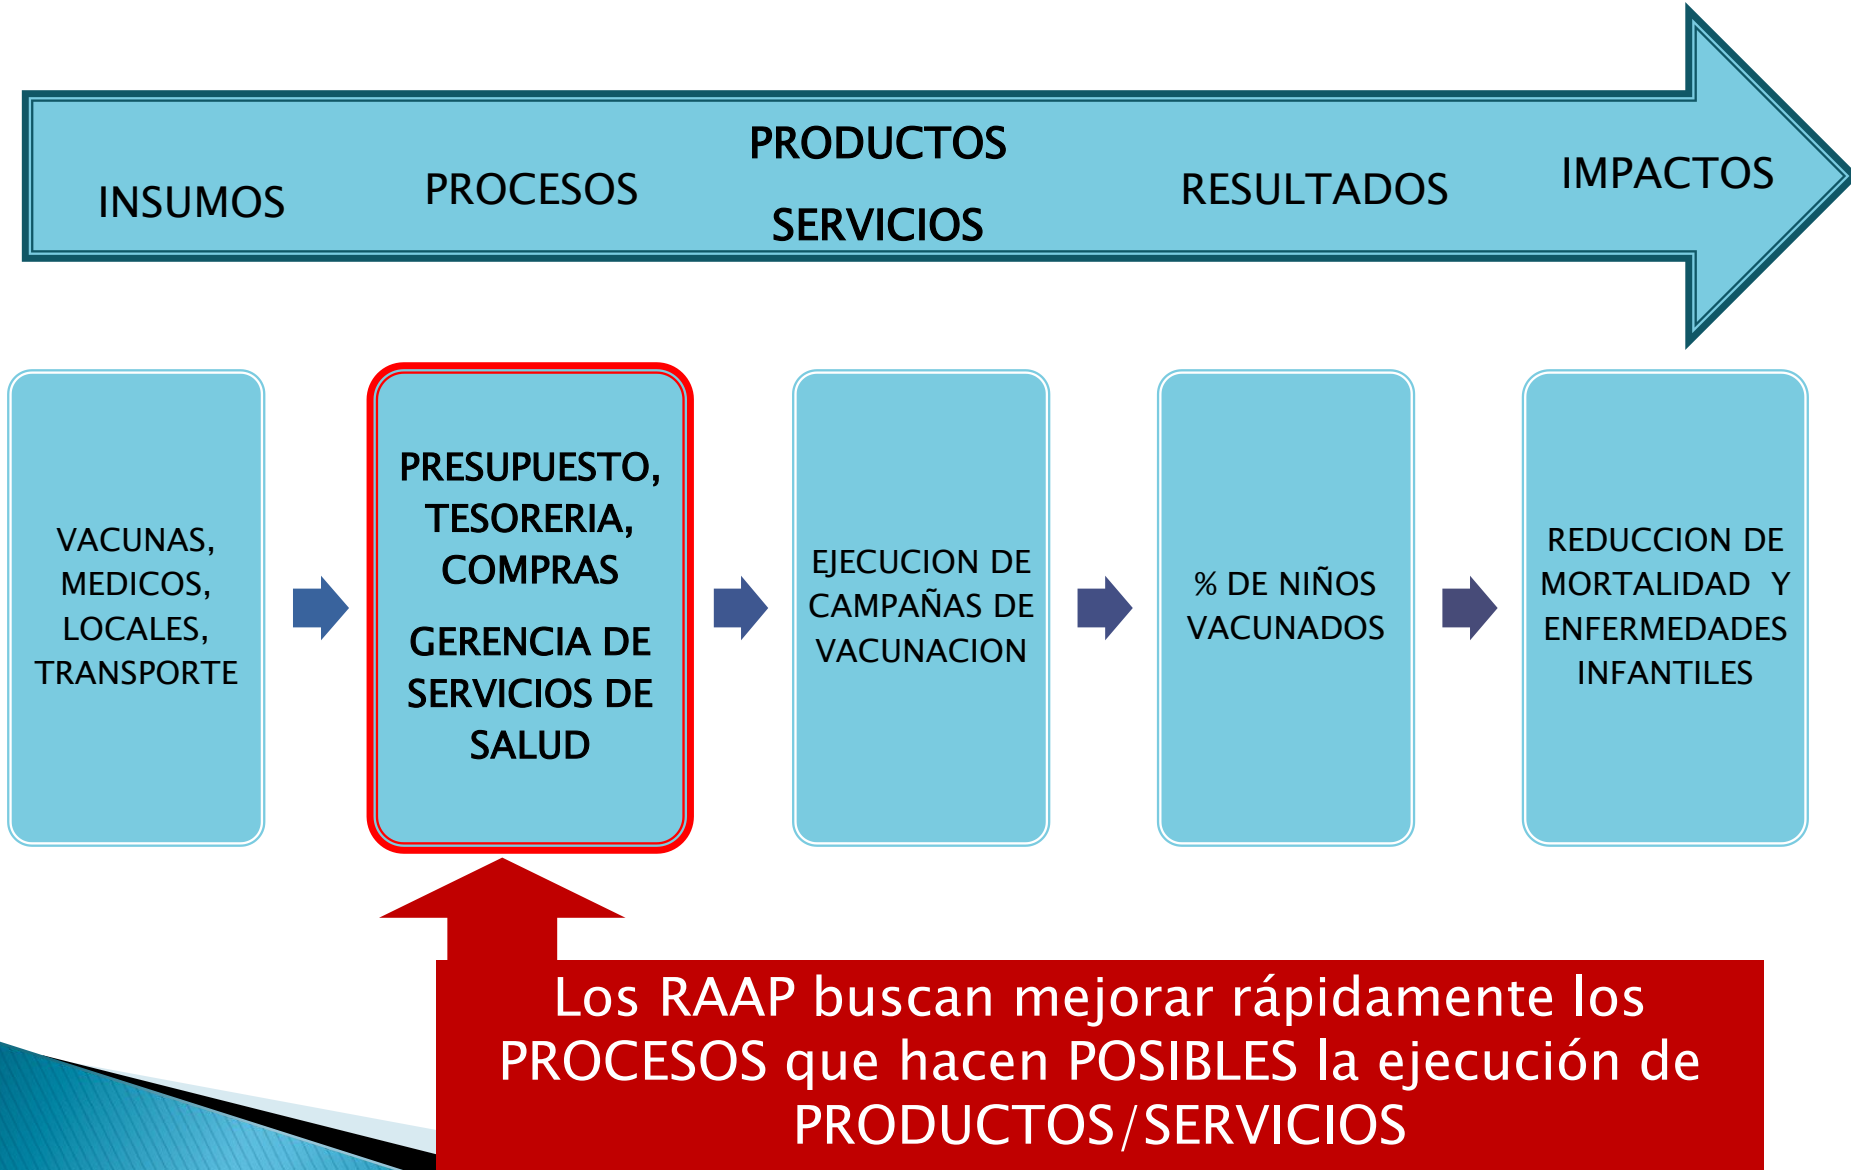 INSUMOS
PROCESOS
PRODUCTOS
SERVICIOS
RESULTADOS
IMPACTOS
VACUNAS,
MEDICOS,
LOCALES,
TRANSPORTE
PRESUPUESTO,
TESORERIA,
COMPRAS
GERENCIA DE
SERVICIOS DE
SALUD
EJECUCION DE
CAMPAÑAS DE
VACUNACION
% DE NIÑOS
VACUNADOS
REDUCCION DE
MORTALIDAD Y
ENFERMEDADES
INFANTILES
Los RAAP buscan mejorar rápidamente los
PROCESOS que hacen POSIBLES la ejecución de
PRODUCTOS/SERVICIOS